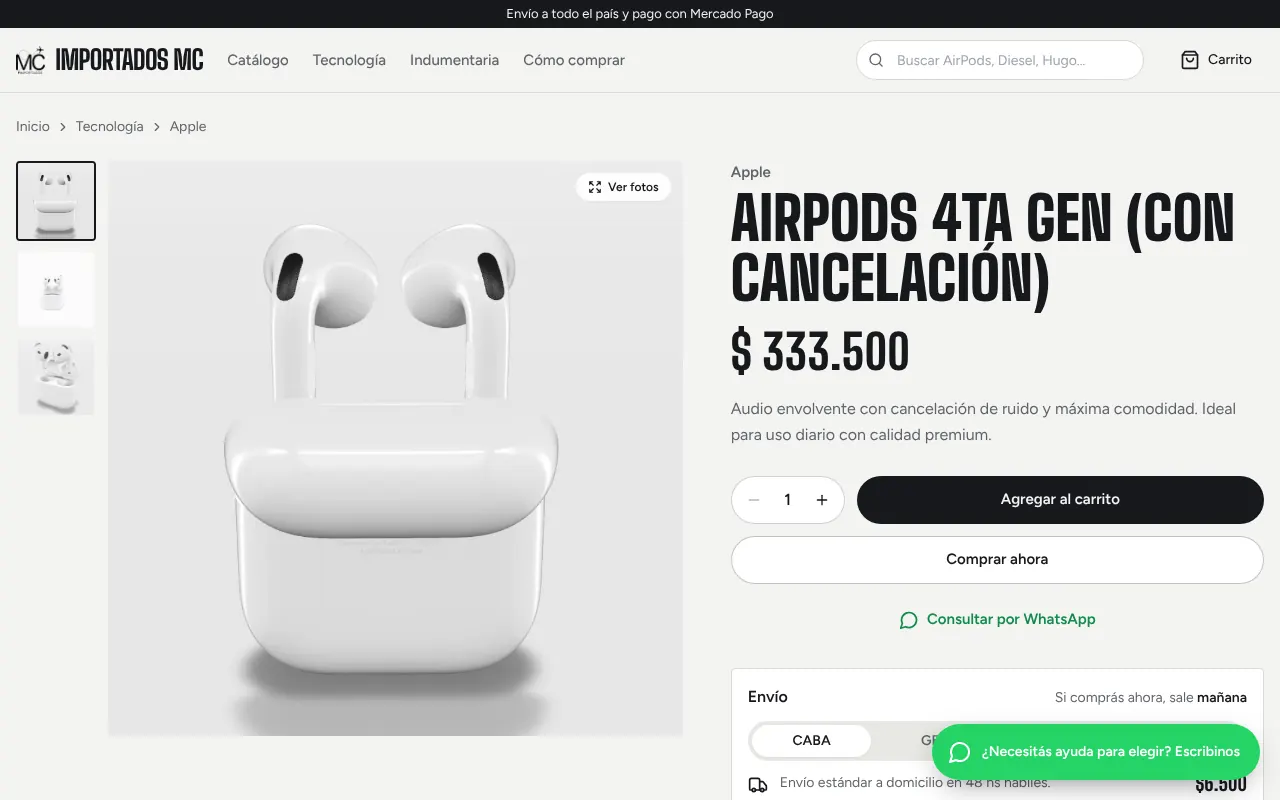 Envío a todo el país y pago con Mercado Pago
MC IMPORTADOS MC
Catálogo
Tecnología
Indumentaria
Cómo comprar
Buscar AirPods, Diesel, Hugo...
Carrito
Inicio > Tecnología > Apple
Ver fotos
Apple
AIRPODS 4TA GEN (CON
CANCELACIÓN)
$ 333.500
Audio envolvente con cancelación de ruido y máxima comodidad. Ideal
para uso diario con calidad premium.
1
Agregar al carrito
Comprar ahora
Consultar por WhatsApp
Envío
Si comprás ahora, sale mañana
CABA
¿Necesitás ayuda para elegir? Escribinos
Envío estándar a domicilio en 48 hs hábiles.
$6.500